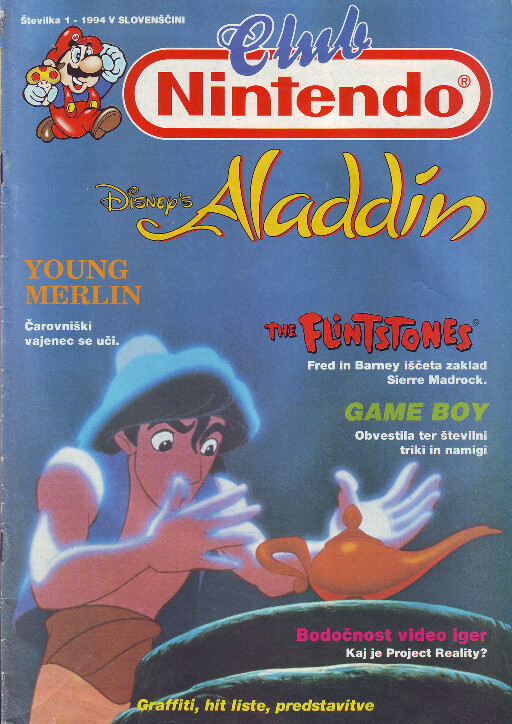 Številka 1 - 1994 V SLOVENŠČINI
Club
Nintendo®
Disney's Aladdin
YOUNG
MERLIN
Čarovniški
vajenec se uči.
THE FLINTSTONES®
Fred in Barney iščeta zaklad
Sierre Madrock.
GAME BOY
Obvestila ter številni
triki in namigi
Bodočnost video iger
Kaj je Project Reality?
Graffiti, hit liste, predstavitve